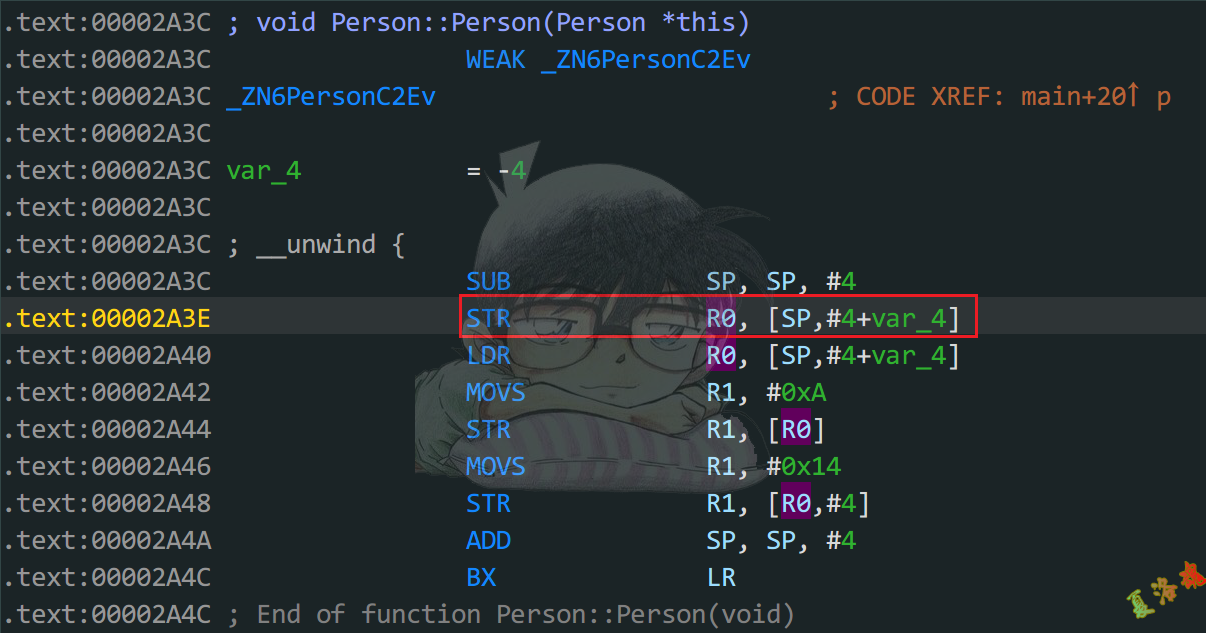 .text:00002A3C ; void Person::Person(Person *this)
.text:00002A3C WEAK _ZN6PersonC2Ev
.text:00002A3C _ZN6PersonC2Ev ; CODE XREF: main+20↑ p
.text:00002A3C
.text:00002A3C var_4 = -4
.text:00002A3C
.text:00002A3C ; __unwind {
.text:00002A3C SUB SP, SP, #4
.text:00002A3E STR R0, [SP,#4+var_4]
.text:00002A40 LDR R0, [SP,#4+var_4]
.text:00002A42 MOVS R1, #0xA
.text:00002A44 STR R1, [R0]
.text:00002A46 MOVS R1, #0x14
.text:00002A48 STR R1, [R0,#4]
.text:00002A4A ADD SP, SP, #4
.text:00002A4C BX LR
.text:00002A4C ; End of function Person::Person(void)